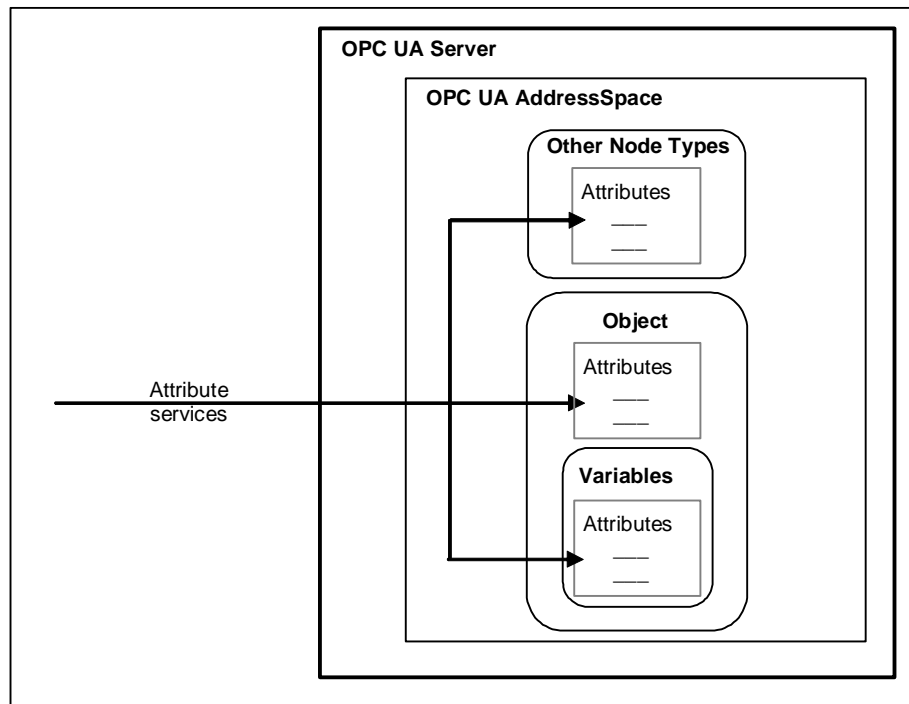 OPC UA Server
OPC UA AddressSpace
Other Node Types
Attributes
Object
Attributes
Attribute
services
Variables
Attributes